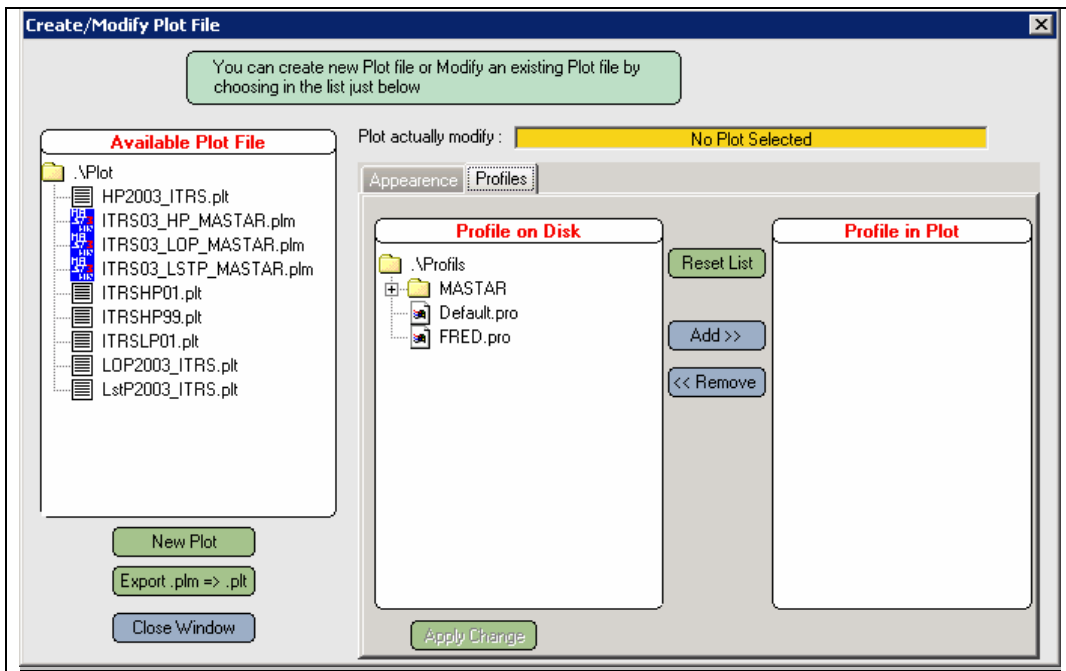 Create/Modify Plot File
You can create new Plot file or Modify an existing Plot file by
choosing in the list just below
Available Plot File
.\Plot
HP2003_ITRS.plt
ITRS03_HP_MASTAR.plm
ITRS03_LOP_MASTAR.plm
ITRS03_LSTP_MASTAR.plm
ITRSHP01.plt
ITRSHP99.plt
ITRSLP01.plt
LOP2003_ITRS.plt
LstP2003_ITRS.plt
New Plot
Export .plm => .plt
Close Window
Plot actually modify :
No Plot Selected
Appearence
Profiles
Profile on Disk
.\Profils
MASTAR
Default.pro
FRED.pro
Reset List
Add >>
<< Remove
Profile in Plot
Apply Change